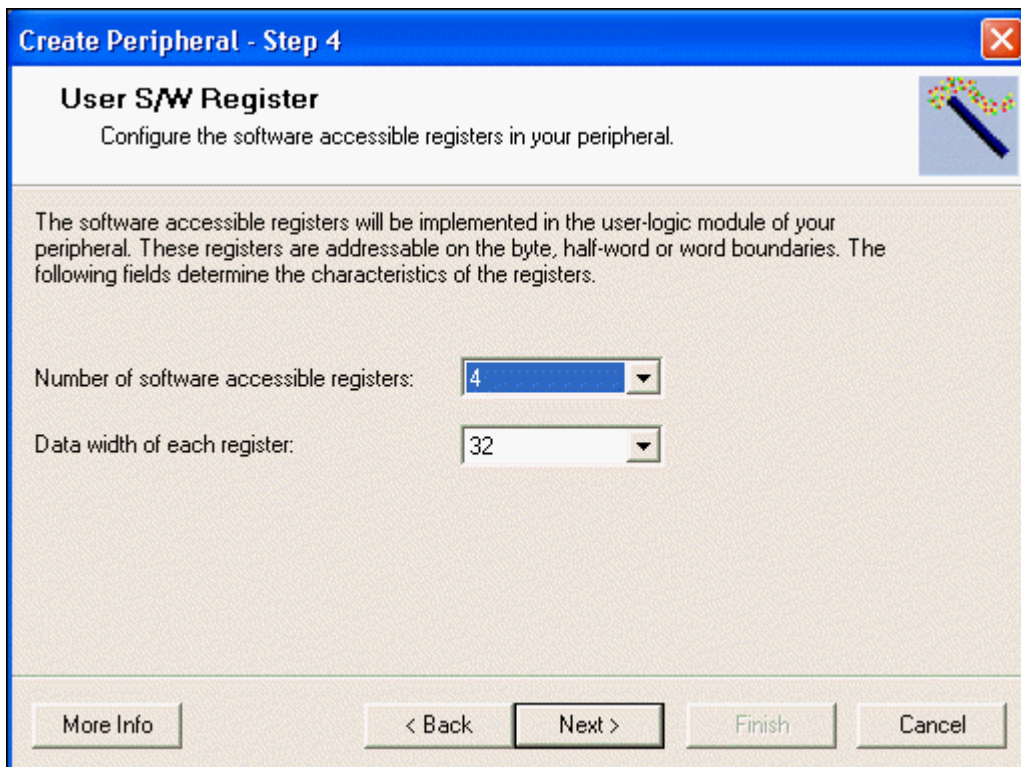 Create Peripheral - Step 4
User S/W Register
Configure the software accessible registers in your peripheral.
The software accessible registers will be implemented in the user-logic module of your
peripheral. These registers are addressable on the byte, half-word or word boundaries. The
following fields determine the characteristics of the registers.
Number of software accessible registers: 4
Data width of each register: 32
More Info < Back Next > Finish Cancel